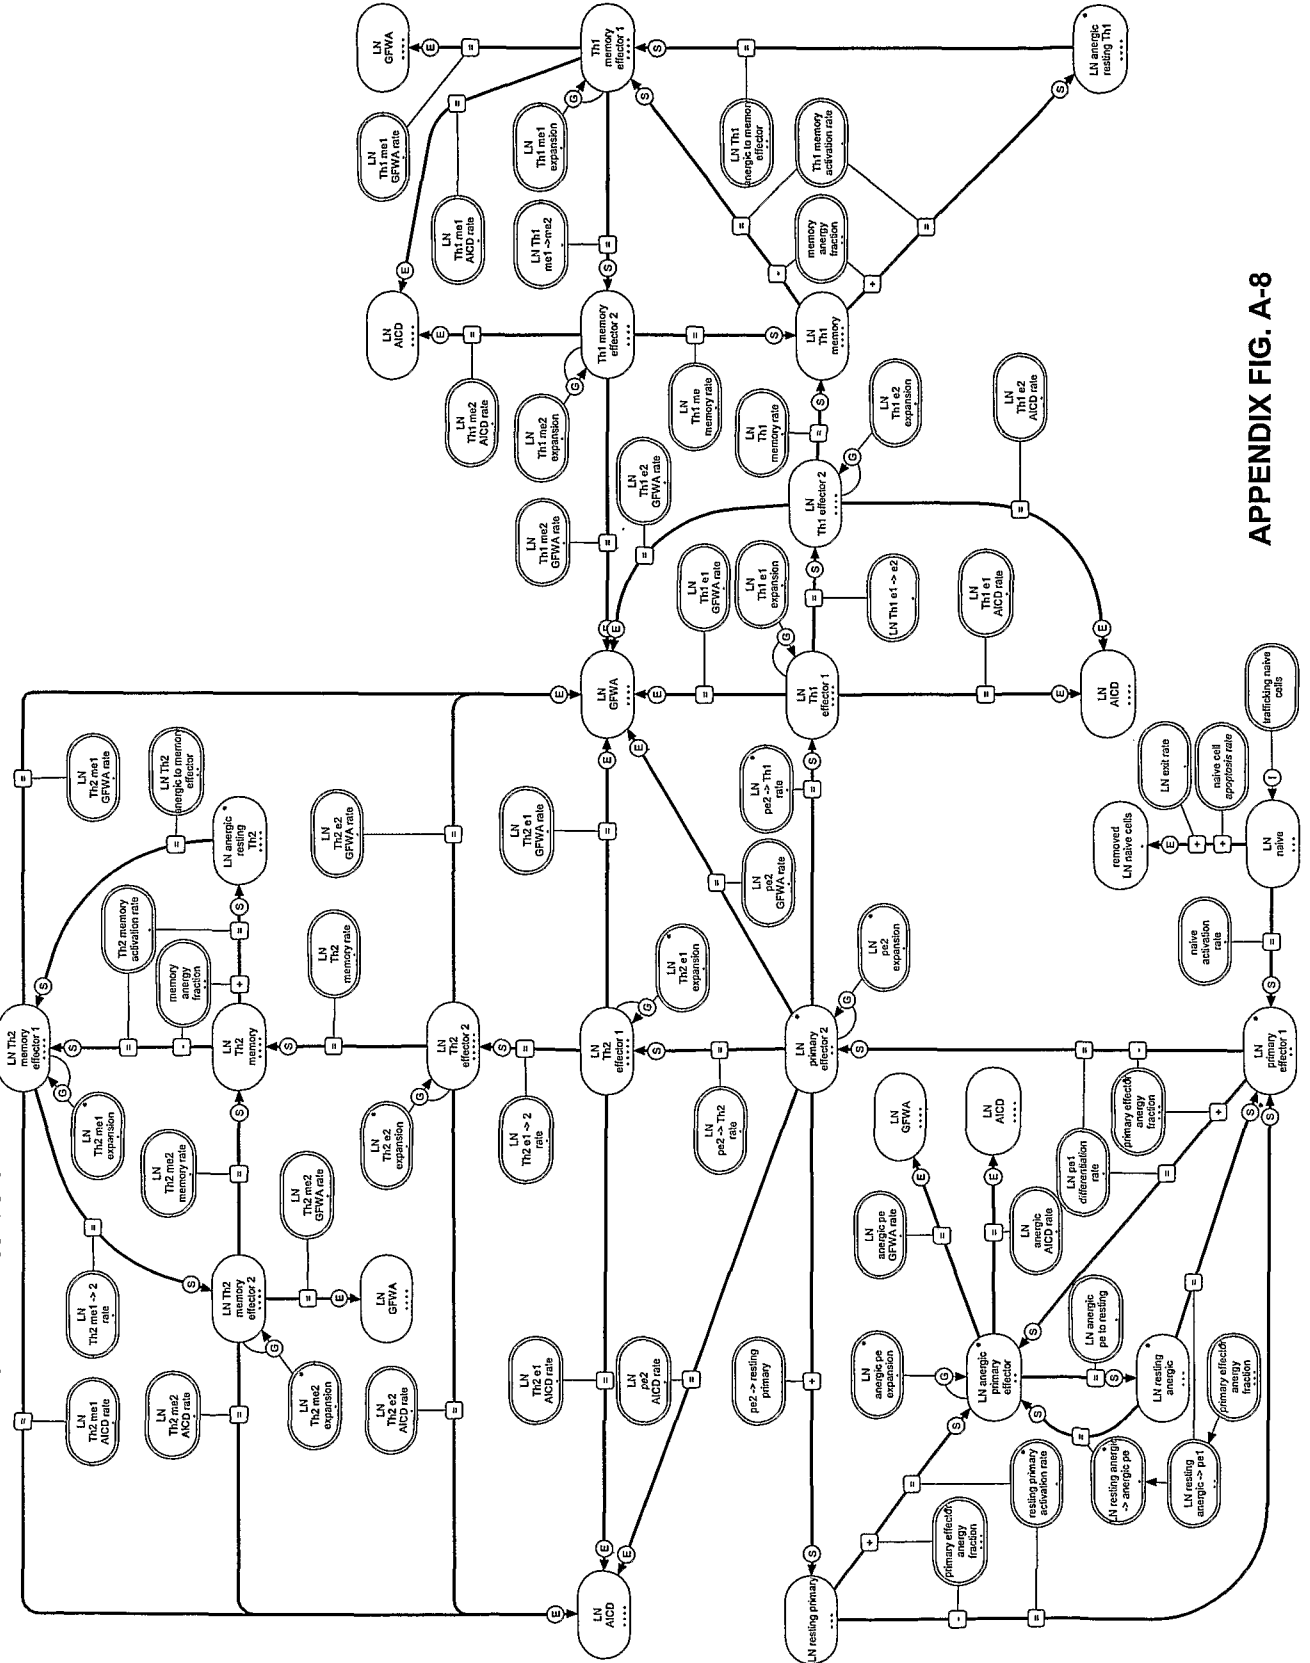 LN
GFWA
LN
Th1 me1
GFWA rate
Th1
memory
effector 1
LN anergic
resting Th1
LN
Th1 me1
AICD rate
LN
Th1 me1
expansion
LN Th1
anergic to memor
effector
Th1 memory
activation rate
LN
AICD
LN Th1
me1 ->me2
memory
anergy
fraction
Th1 memory
effector 2
LN
Th1
memory
LN
Th1 me2
AICD rate
LN
Th1 me2
expansion
LN
Th1 me
memory rate
LN
Th1
memory rate
LN
Th1 e2
expansion
LN
Th1 e2
AICD rate
LN
Th1 me2
GFWA rate
LN
Th1 e2
GFWA rate
LN
Th1 effector 2
LN
Th1 e1
GFWA rate
LN
Th1 e1
expansion
LN Th1 e1 -> e2
LN
Th1 e1
AICD rate
LN
GFWA
LN
Th1
effector 1
LN
AICD
trafficking naive
cells
LN
Th2 me1
GFWA rate
LN Th2
anergic to memory
effector
LN
pe2 -> Th1
rate
LN exit rate
naive cell
apoptosis rate
LN anergic
resting
Th2
LN
Th2 e2
GFWA rate
LN
Th2 e1
GFWA rate
LN
pe2
GFWA rate
removed
LN naive cells
LN
naive
Th2 memory
activation rate
memory
anergy
fraction
LN
Th2
memory rate
LN
Th2 e1
expansion
LN
pe2
expansion
naive
activation
rate
LN Th2
memory
effector 1
LN
Th2
memory
LN
Th2
effector 2
LN
Th2
effector 1
LN
primary
effector 2
LN
primary
effector 1
LN
Th2 me1
expansion
LN
Th2 me2
memory rate
LN
Th2 e2
expansion
LN
Th2 e1 -> 2
rate
LN
pe2 -> Th2
rate
LN
GFWA
LN
AICD
primary effector
anergy
fraction
LN pe1
differentiation
rate
LN
Th2 me2
GFWA rate
LN
anergic pe
GFWA rate
LN
anergic
AICD rate
LN
Th2 me1 -> 2
rate
LN Th2
memory
effector 2
LN
GFWA
LN anergic
pe to resting
LN
Th2 me1
AICD rate
LN
Th2 me2
AICD rate
LN
Th2 me2
expansion
LN
Th2 e2
AICD rate
LN
Th2 e1
AICD rate
LN
pe2
AICD rate
pe2 -> resting
primary
LN
anergic pe
expansion
LN anergic
primary
effector
LN resting
anergic
primary effector
anergy
fraction
primary effector
anergy
fraction
resting primary
activation rate
LN resting anergic
-> anergic pe
LN resting
anergic -> pe1
LN
AICD
LN resting primary
APPENDIX FIG. A-8